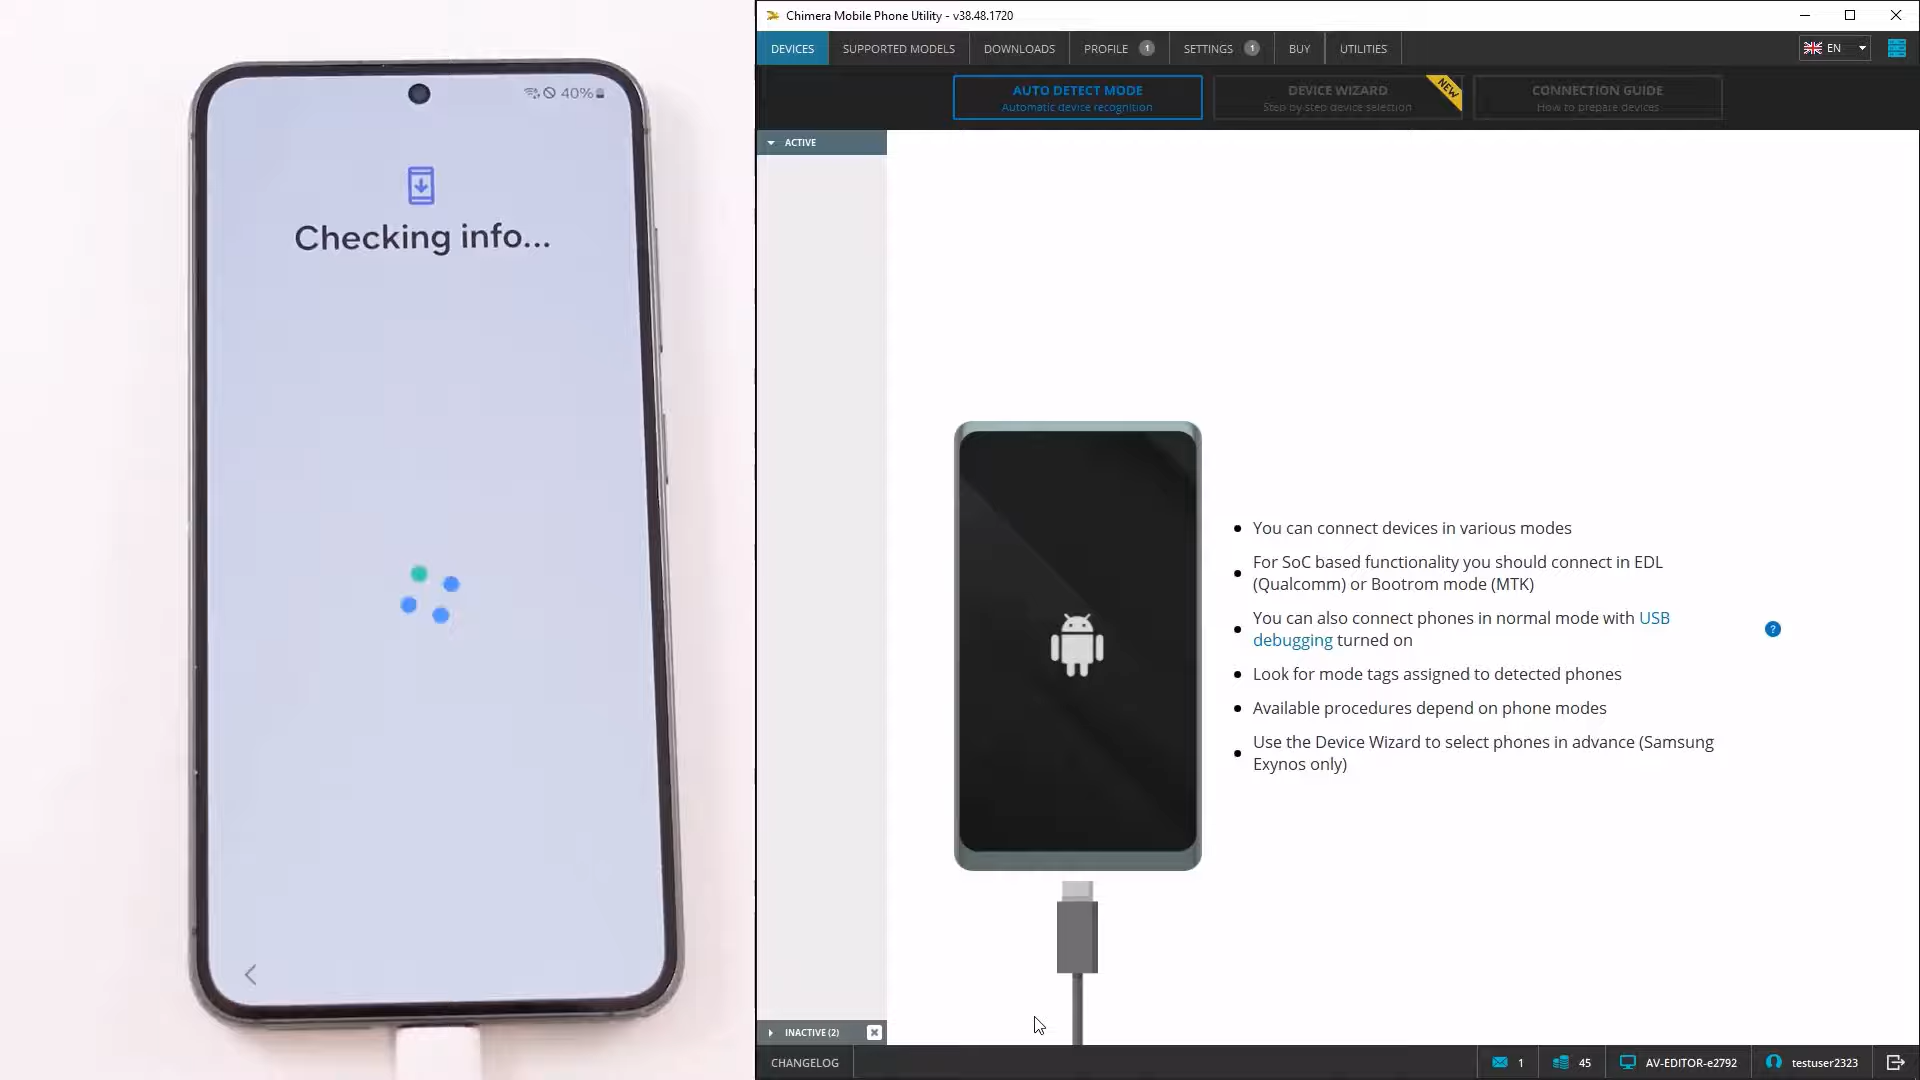 40%
Checking info...
Chimera Mobile Phone Utility - v38.48.1720
DEVICES
SUPPORTED MODELS
DOWNLOADS
PROFILE 1
SETTINGS 1
BUY
UTILITIES
EN
AUTO DETECT MODE
Automatic device recognition
DEVICE WIZARD
Step by step device selection
NEW
CONNECTION GUIDE
How to prepare devices
ACTIVE
You can connect devices in various modes
For SoC based functionality you should connect in EDL
(Qualcomm) or Bootrom mode (MTK)
You can also connect phones in normal mode with USB
debugging turned on
?
Look for mode tags assigned to detected phones
Available procedures depend on phone modes
Use the Device Wizard to select phones in advance (Samsung
Exynos only)
INACTIVE (2)
CHANGELOG
1
45
AV-EDITOR-e2792
testuser2323